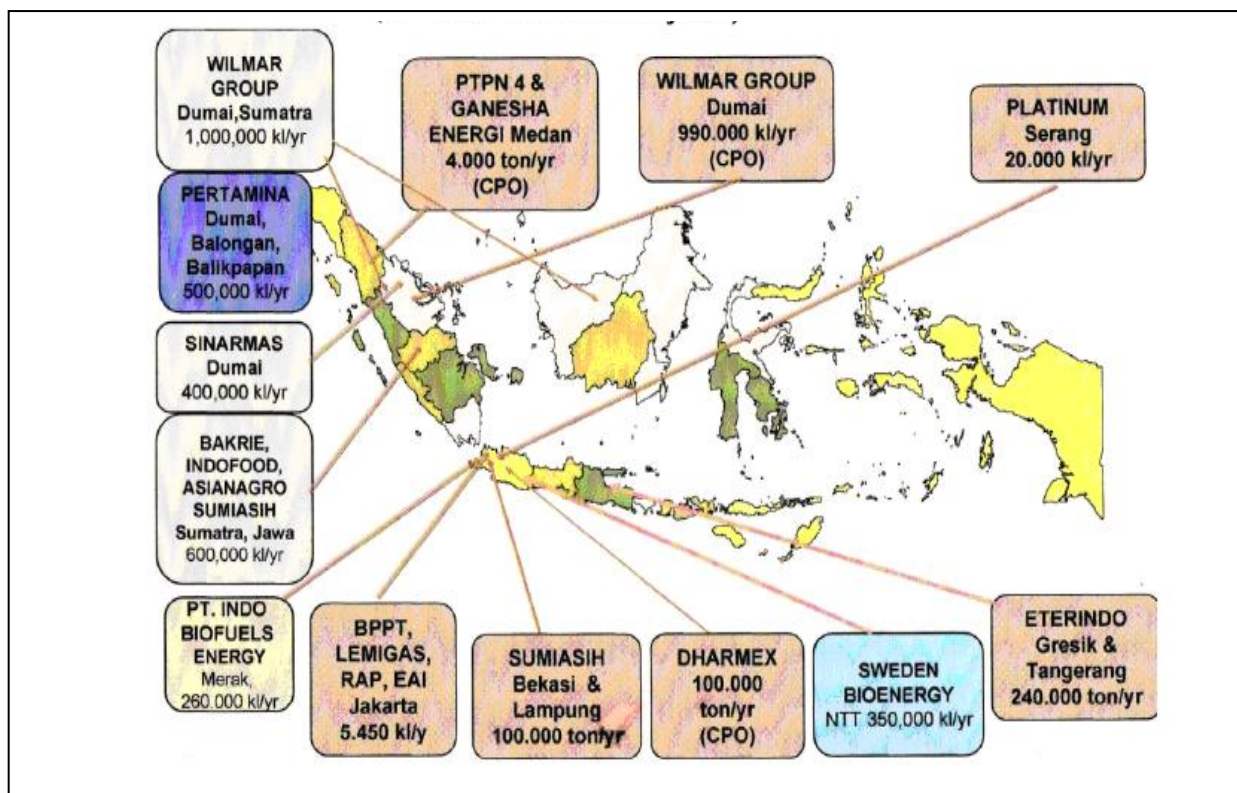 WILMAR
GROUP
Dumai,Sumatra
1,000,000 kl/yr
PTPN 4 &
GANESHA
ENERGI Medan
4.000 ton/yr
(CPO)
WILMAR GROUP
Dumai
990.000 kl/yr
(CPO)
PLATINUM
Serang
20.000 kl/yr
PERTAMINA
Dumai,
Balongan,
Balikpapan
500,000 kl/yr
SINARMAS
Dumai
400,000 kl/yr
BAKRIE,
INDOFOOD,
ASIANAGRO
SUMIASIH
Sumatra, Jawa
600,000 kl/yr
PT. INDO
BIOFUELS
ENERGY
Merak,
260.000 kl/yr
BPPT,
LEMIGAS,
RAP, EAI
Jakarta
5.450 kl/y
SUMIASIH
Bekasi &
Lampung
100.000 ton/yr
DHARMEX
100.000
ton/yr
(CPO)
SWEDEN
BIOENERGY
NTT 350,000 kl/yr
ETERINDO
Gresik &
Tangerang
240.000 ton/yr